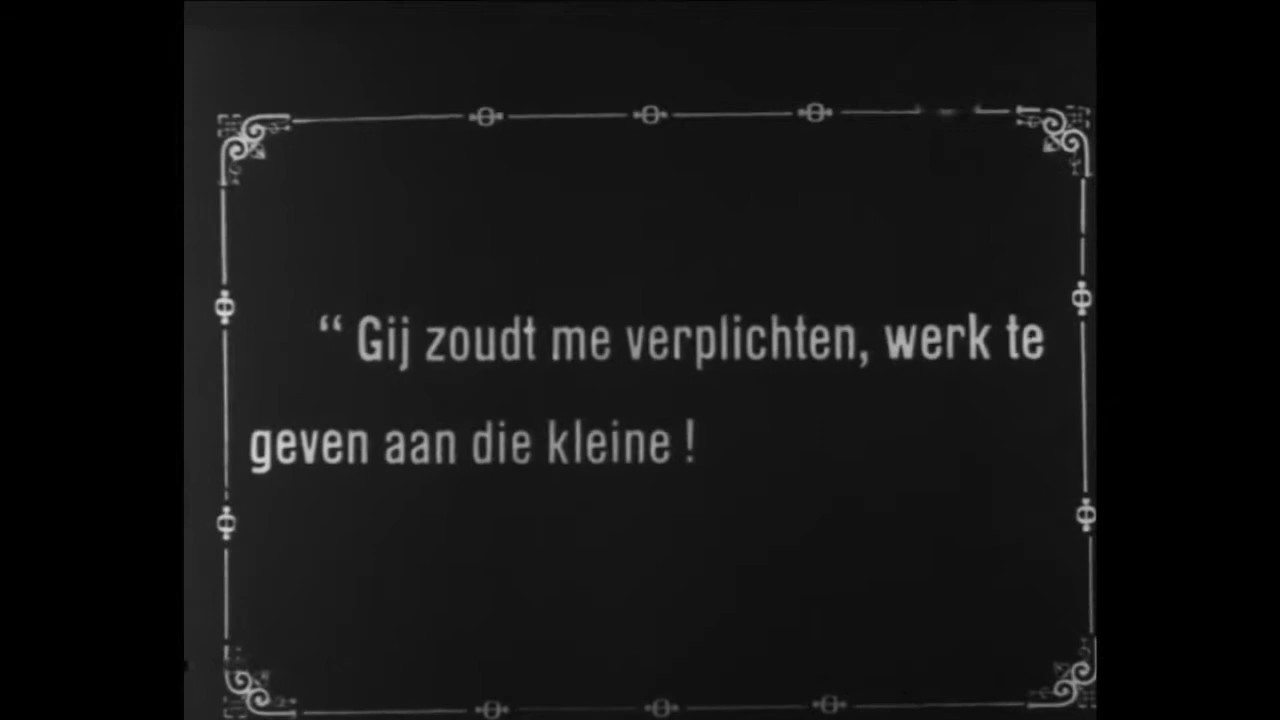 “ Gij zoudt me verplichten, werk te
geven aan die kleine !